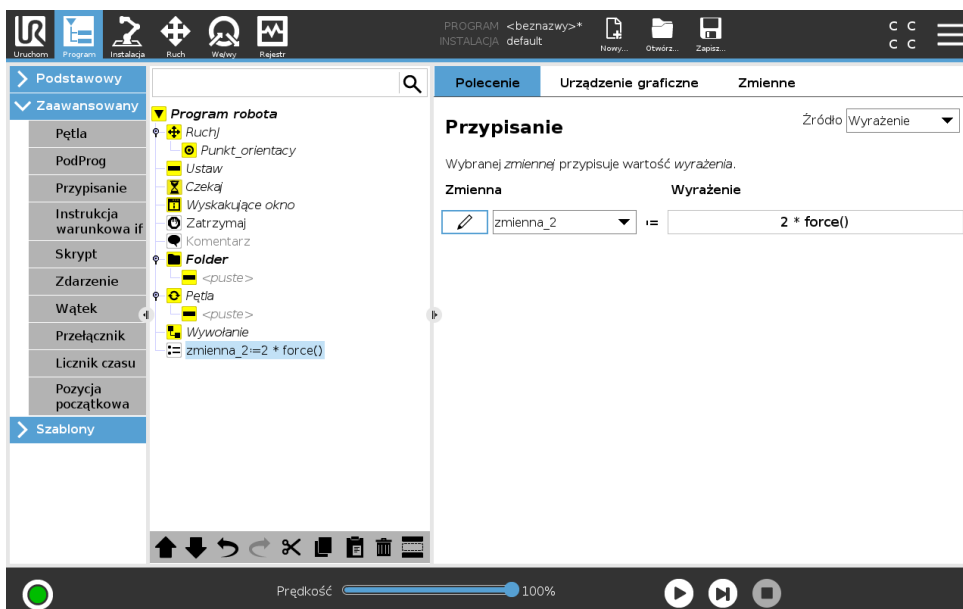 UR
PROGRAM <beznazwy>*
INSTALACJA default
Uruchom Program Instalacja Ruch We/wy Rejestr
Nowy... Otwórz... Zapisz...
C C
C C
Podstawowy
Zaawansowany
Pętla
PodProg
Przypisanie
Instrukcja
warunkowa if
Skrypt
Zdarzenie
Wątek
Przełącznik
Licznik czasu
Pozycja
początkowa
Szablony
Program robota
RuchJ
Punkt_orientacy
Ustaw
Czekaj
Wyskakujące okno
Zatrzymaj
Komentarz
Folder
<puste>
Pętla
<puste>
Wywołanie
zmienna_2:=2 * force()
Polecenie Urządzenie graficzne Zmienne
Przypisanie
Źródło Wyrażenie
Wybranej zmiennej przypisuje wartość wyrażenia.
Zmienna Wyrażenie
zmienna_2 := 2 * force()
Prędkość 100%